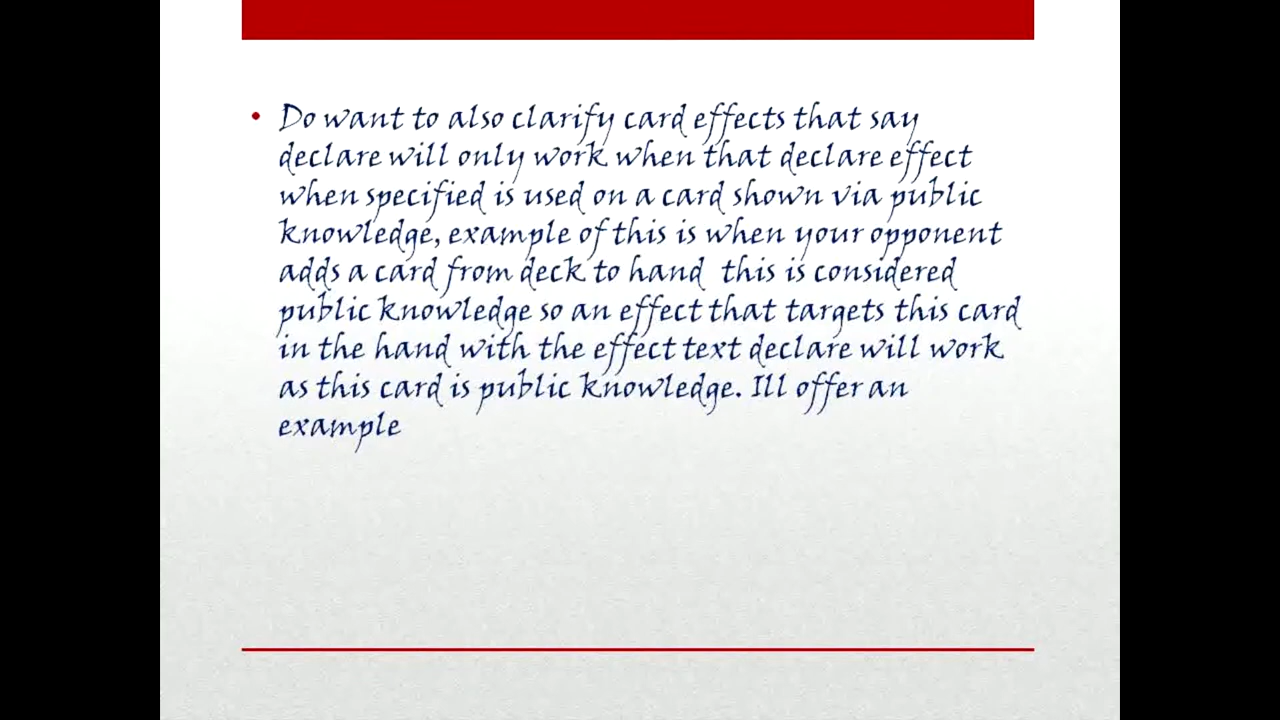 • Do want to also clarify card effects that say
declare will only work when that declare effect
when specified is used on a card shown via public
knowledge, example of this is when your opponent
adds a card from deck to hand  this is considered
public knowledge so an effect that targets this card
in the hand with the effect text declare will work
as this card is public knowledge. Ill offer an
example